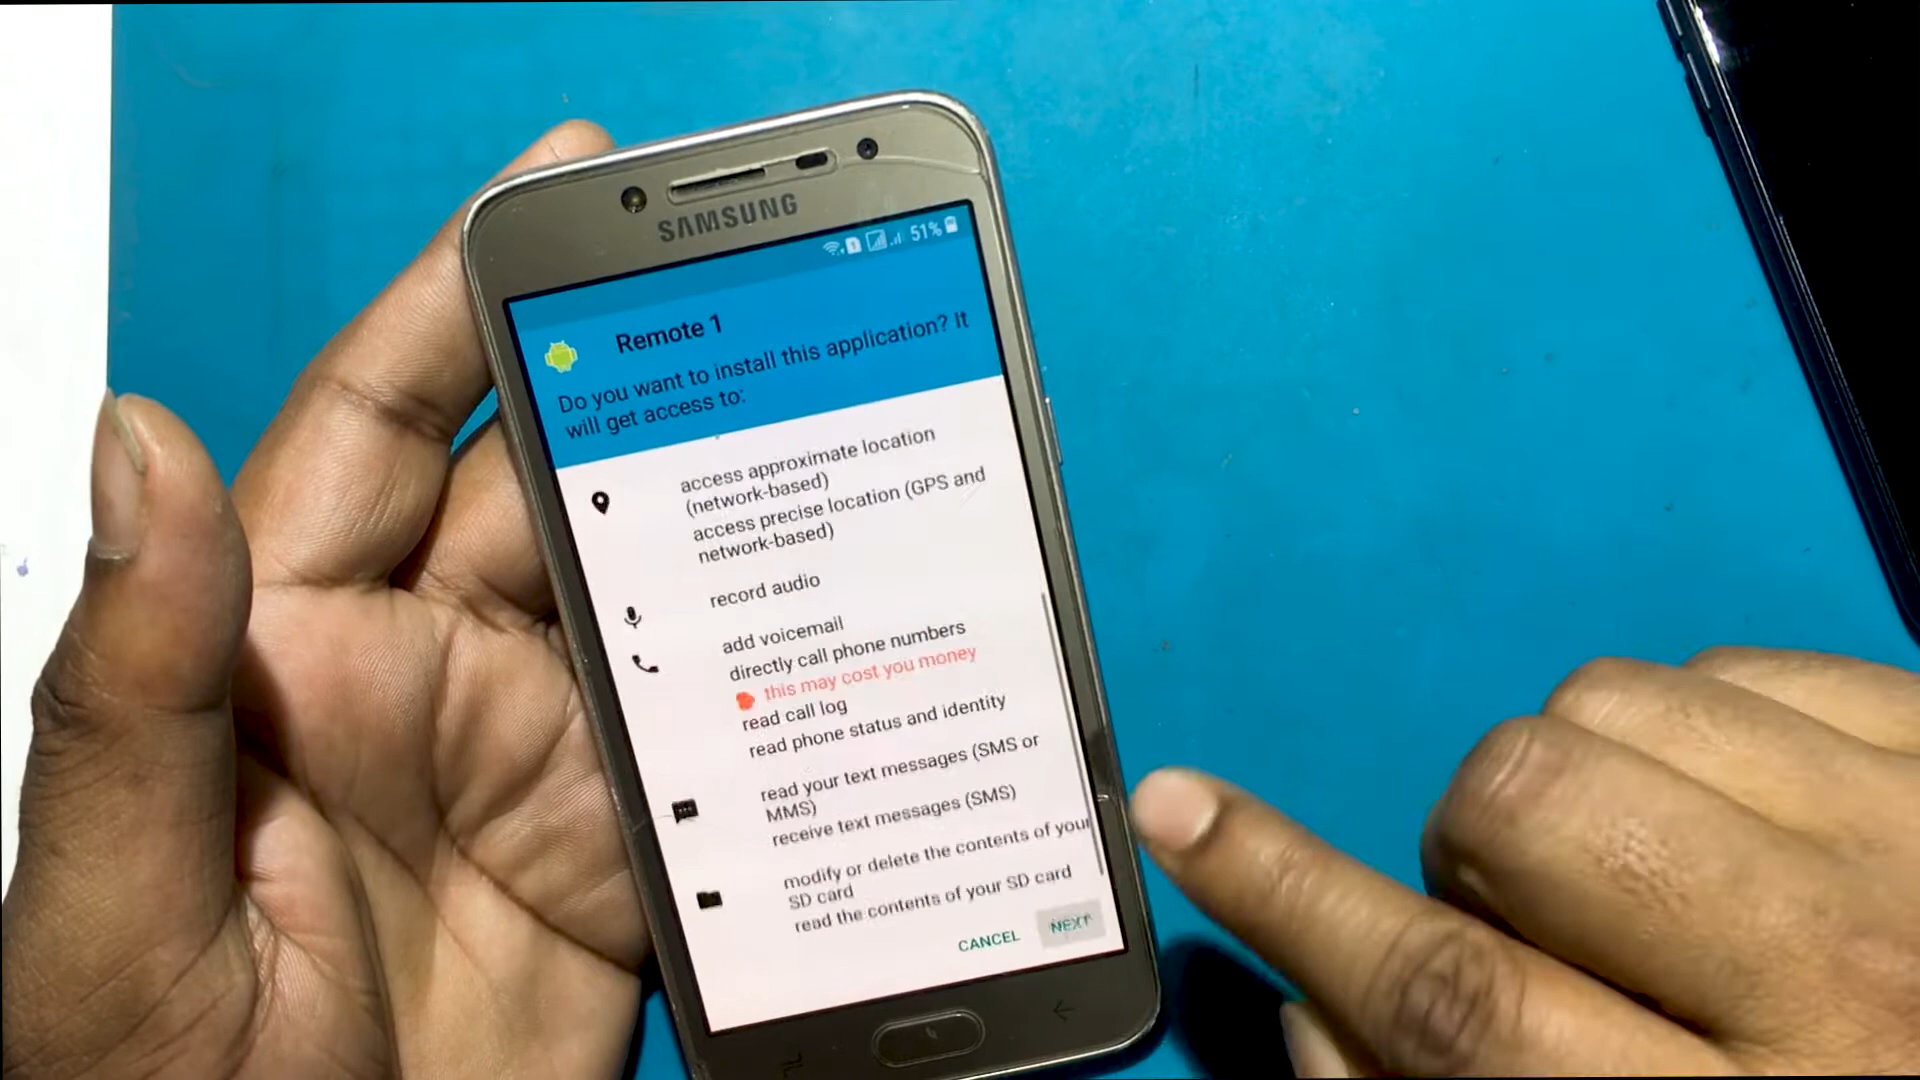 SAMSUNG
51%
Remote 1
Do you want to install this application? It
will get access to:
access approximate location
(network-based)
access precise location (GPS and
network-based)
record audio
add voicemail
directly call phone numbers
this may cost you money
read call log
read phone status and identity
read your text messages (SMS or
MMS)
receive text messages (SMS)
modify or delete the contents of your
SD card
read the contents of your SD card
CANCEL NEXT